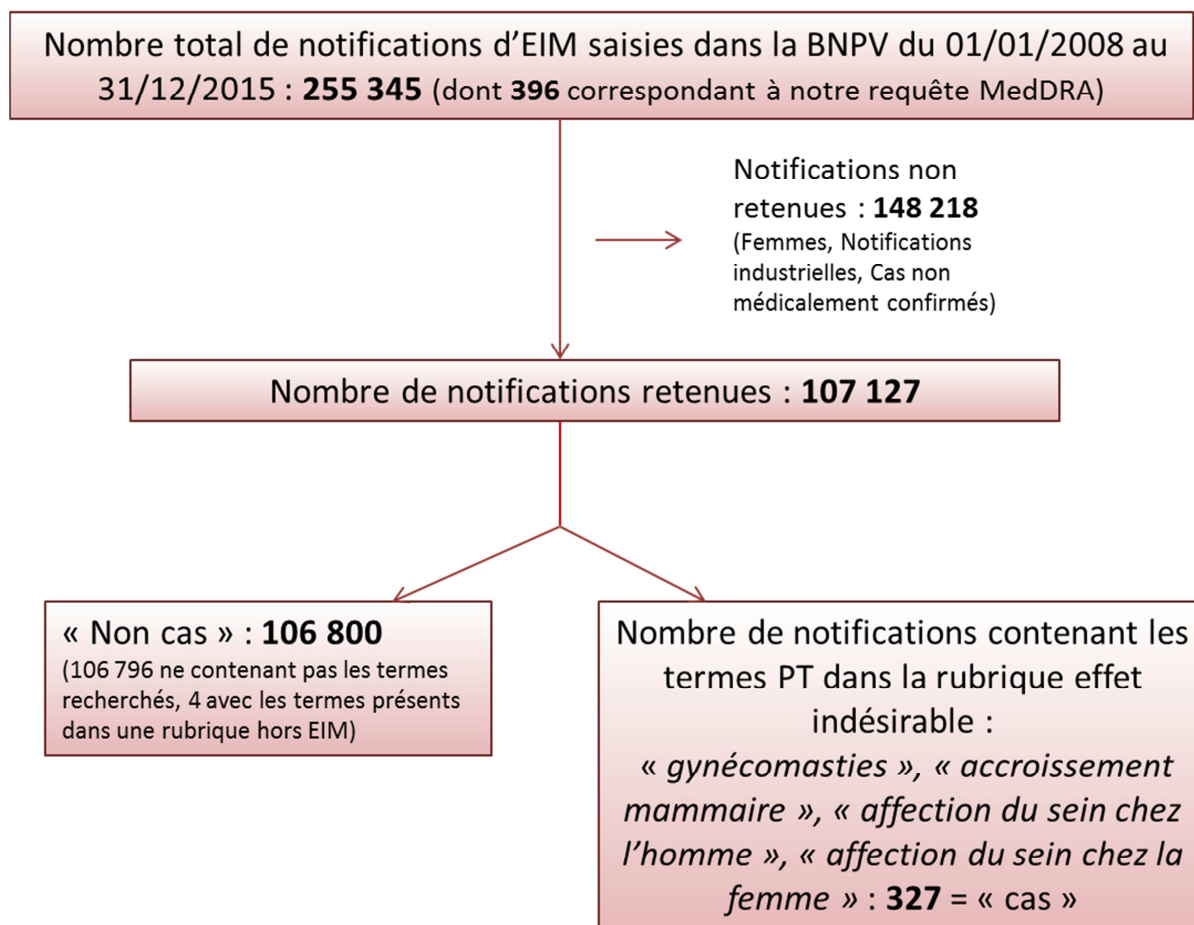 Nombre total de notifications d’EIM saisies dans la BNPV du 01/01/2008 au
31/12/2015 : 255 345 (dont 396 correspondant à notre requête MedDRA)
Notifications non
retenues : 148 218
(Femmes, Notifications
industrielles, Cas non
médicalement confirmés)
Nombre de notifications retenues : 107 127
« Non cas » : 106 800
(106 796 ne contenant pas les termes
recherchés, 4 avec les termes présents
dans une rubrique hors EIM)
Nombre de notifications contenant les
termes PT dans la rubrique effet
indésirable :
« gynécomasties », « accroissement
mammaire », « affection du sein chez
l’homme », « affection du sein chez la
femme » : 327 = « cas »